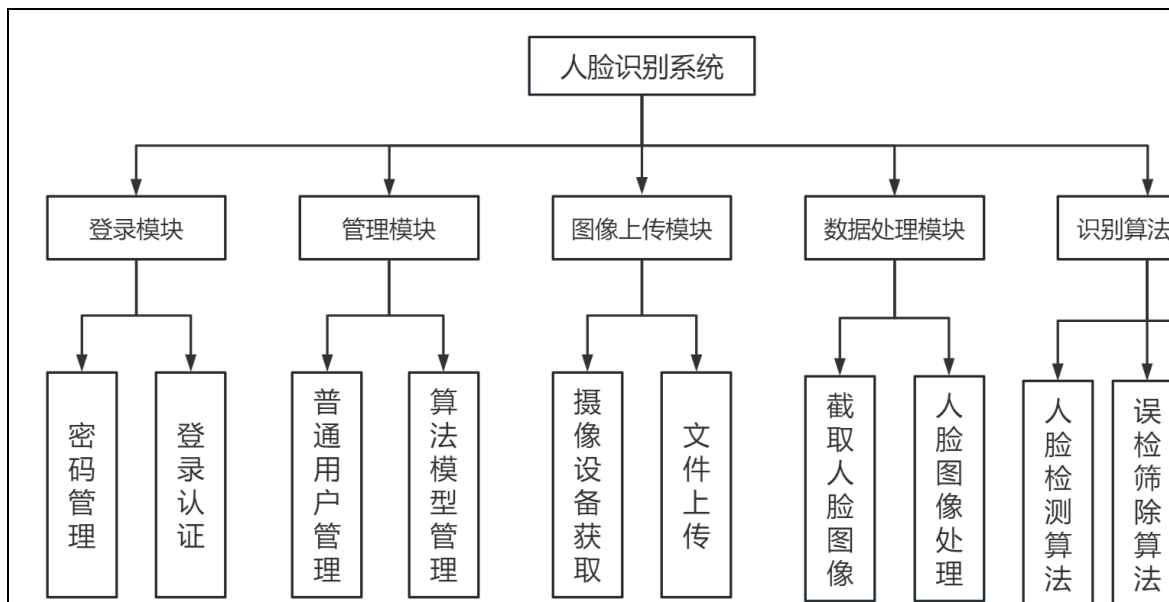 人脸识别系统
登录模块
管理模块
图像上传模块
数据处理模块
识别算法
密码管理
登录认证
普通用户管理
算法模型管理
摄像设备获取
文件上传
截取人脸图像
人脸图像处理
人脸检测算法
误检筛除算法